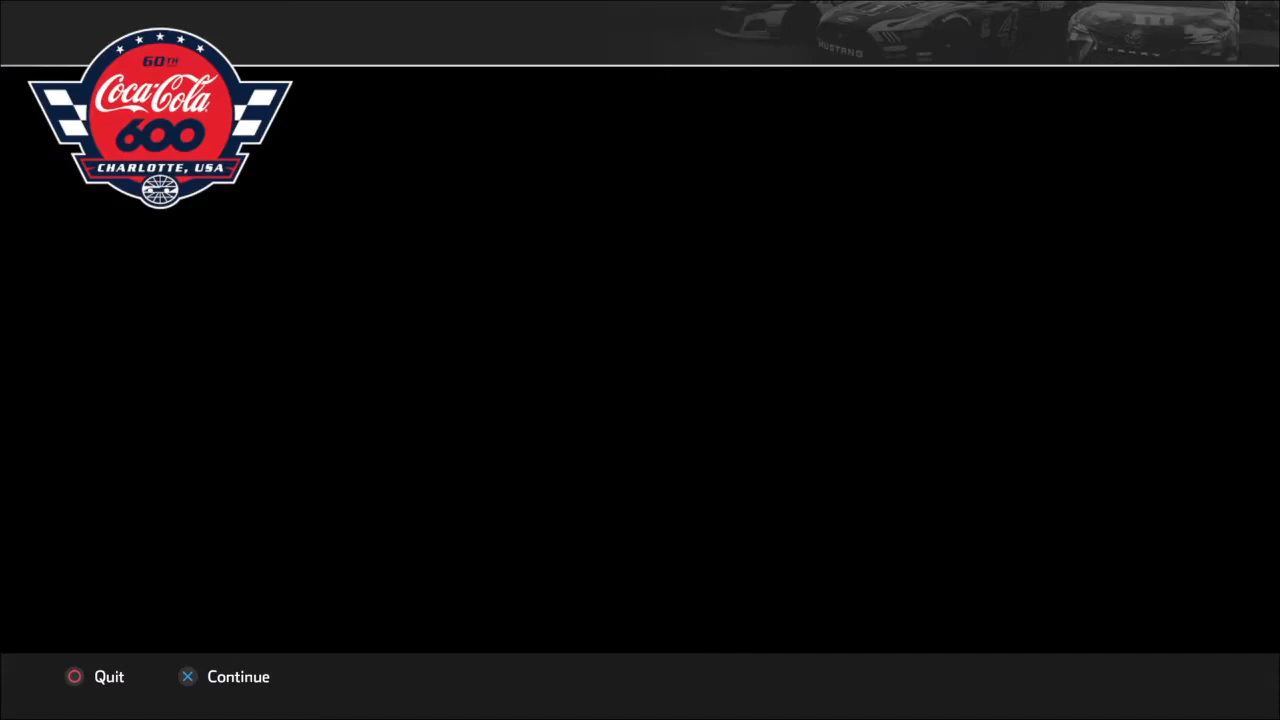 MUSTANG
60TH
Coca-Cola
600
CHARLOTTE, USA
Quit
Continue